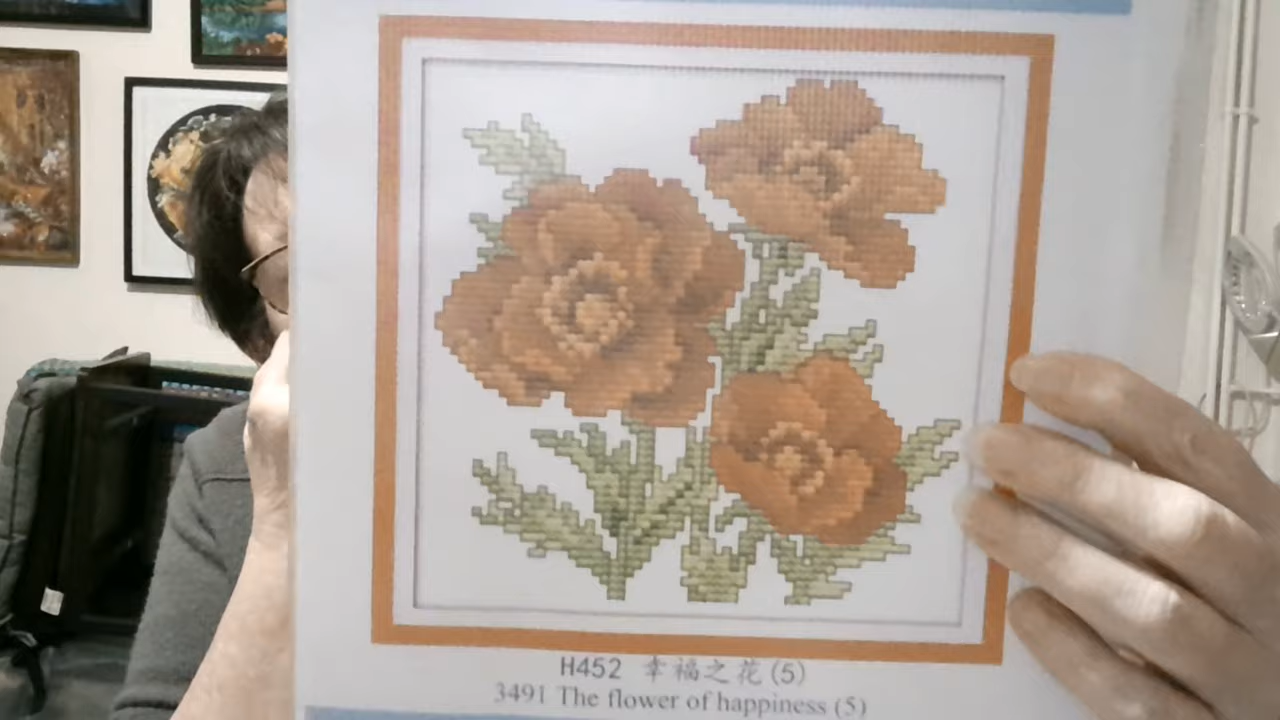 H452 幸福之花(5)
3491 The flower of happiness (5)